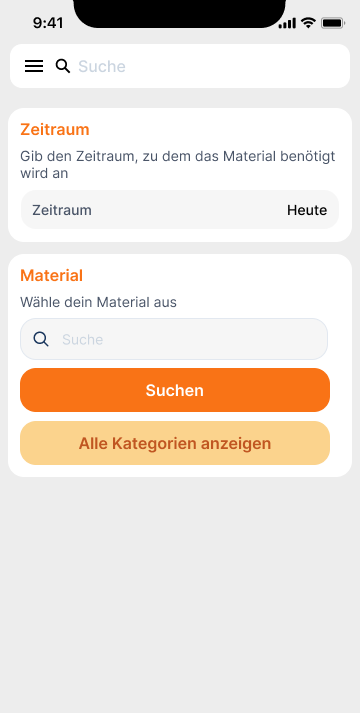 9:41
Suche
Zeitraum
Gib den Zeitraum, zu dem das Material benötigt
wird an
Zeitraum Heute
Material
Wähle dein Material aus
Suche
Suchen
Alle Kategorien anzeigen